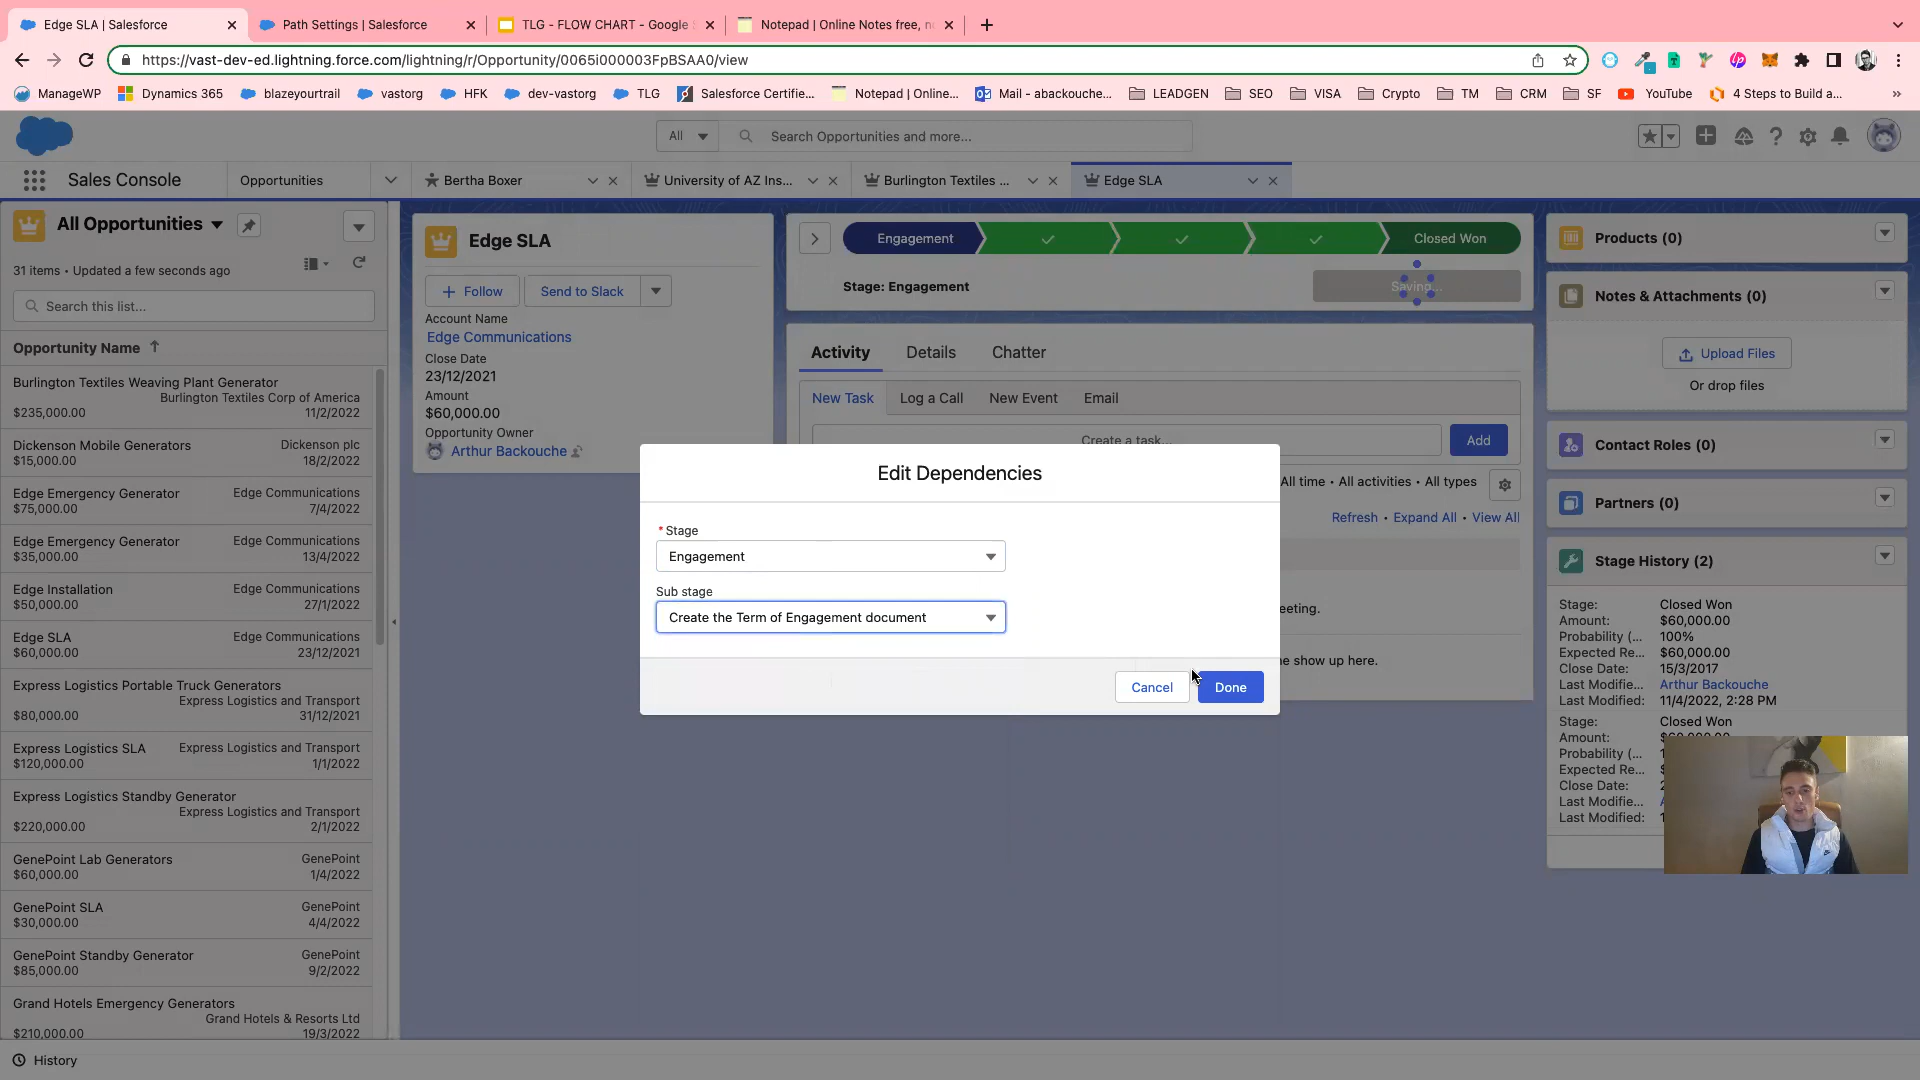 Edge SLA | Salesforce
Path Settings | Salesforce
TLG - FLOW CHART - Google
Notepad | Online Notes free, n
https://vast-dev-ed.lightning.force.com/lightning/r/Opportunity/0065i000003FpBSAA0/view
ManageWP
Dynamics 365
blazeyourtrail
vastorg
HFK
dev-vastorg
TLG
Salesforce Certifie...
Notepad | Online...
Mail - abackouche...
LEADGEN
SEO
VISA
Crypto
TM
CRM
SF
YouTube
4 Steps to Build a...
All
Search Opportunities and more...
Sales Console
Opportunities
Bertha Boxer
University of AZ Ins...
Burlington Textiles ...
Edge SLA
All Opportunities
31 items • Updated a few seconds ago
Search this list...
Opportunity Name
Burlington Textiles Weaving Plant Generator
Burlington Textiles Corp of America
$235,000.00 11/2/2022
Dickenson Mobile Generators Dickenson plc
$15,000.00 18/2/2022
Edge Emergency Generator Edge Communications
$75,000.00 7/4/2022
Edge Emergency Generator Edge Communications
$35,000.00 13/4/2022
Edge Installation Edge Communications
$50,000.00 27/1/2022
Edge SLA Edge Communications
$60,000.00 23/12/2021
Express Logistics Portable Truck Generators
Express Logistics and Transport
$80,000.00 31/12/2021
Express Logistics SLA Express Logistics and Transport
$120,000.00 1/1/2022
Express Logistics Standby Generator
Express Logistics and Transport
$220,000.00 2/1/2022
GenePoint Lab Generators GenePoint
$60,000.00 1/4/2022
GenePoint SLA GenePoint
$30,000.00 4/4/2022
GenePoint Standby Generator GenePoint
$85,000.00 9/2/2022
Grand Hotels Emergency Generators
Grand Hotels & Resorts Ltd
$210,000.00 19/3/2022
History
Edge SLA
Follow
Send to Slack
Account Name
Edge Communications
Close Date
23/12/2021
Amount
$60,000.00
Opportunity Owner
Arthur Backouche
Engagement
Closed Won
Stage: Engagement
Saving...
Activity Details Chatter
New Task Log a Call New Event Email
Create a task...
Add
All time • All activities • All types
Refresh • Expand All • View All
eeting.
e show up here.
Edit Dependencies
* Stage
Engagement
Sub stage
Create the Term of Engagement document
Cancel
Done
Products (0)
Notes & Attachments (0)
Upload Files
Or drop files
Contact Roles (0)
Partners (0)
Stage History (2)
Stage: Closed Won
Amount: $60,000.00
Probability (... 100%
Expected Re... $60,000.00
Close Date: 15/3/2017
Last Modifie... Arthur Backouche
Last Modified: 11/4/2022, 2:28 PM
Stage: Closed Won
Amount: $60,000.00
Probability (...
Expected Re...
Close Date:
Last Modifie...
Last Modified: